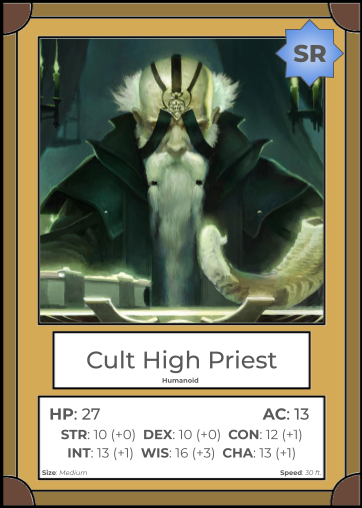 SR
Cult High Priest
Humanoid
HP: 27 AC: 13
STR: 10 (+0) DEX: 10 (+0) CON: 12 (+1)
INT: 13 (+1) WIS: 16 (+3) CHA: 13 (+1)
Size: Medium Speed: 30 ft.